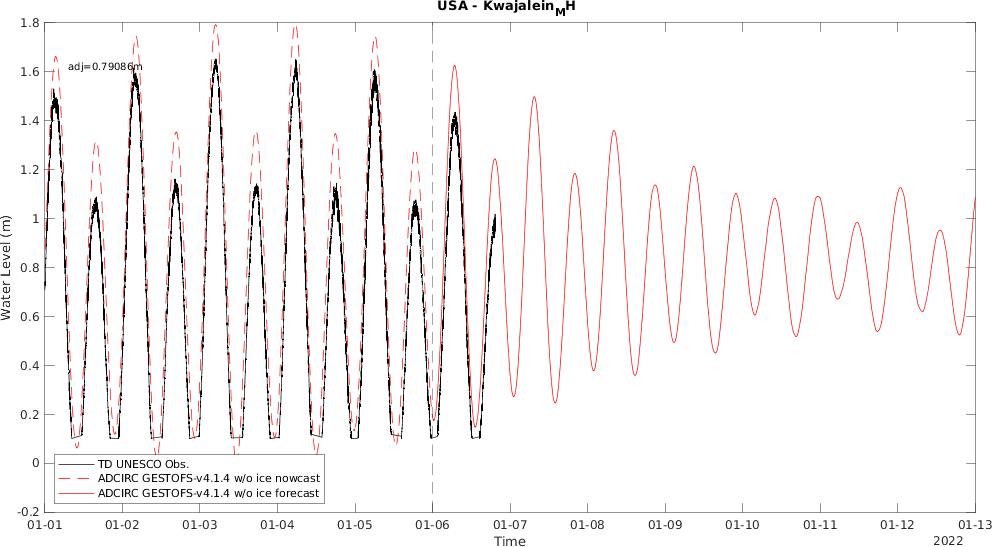 USA - Kwajalein_MH
adj=0.79086m
1.8
1.6
1.4
1.2
1
0.8
0.6
0.4
0.2
0
-0.2
Water Level (m)
TD UNESCO Obs.
ADCIRC GESTOFS-v4.1.4 w/o ice nowcast
ADCIRC GESTOFS-v4.1.4 w/o ice forecast
01-01 01-02 01-03 01-04 01-05 01-06 01-07 01-08 01-09 01-10 01-11 01-12 01-13
Time
2022